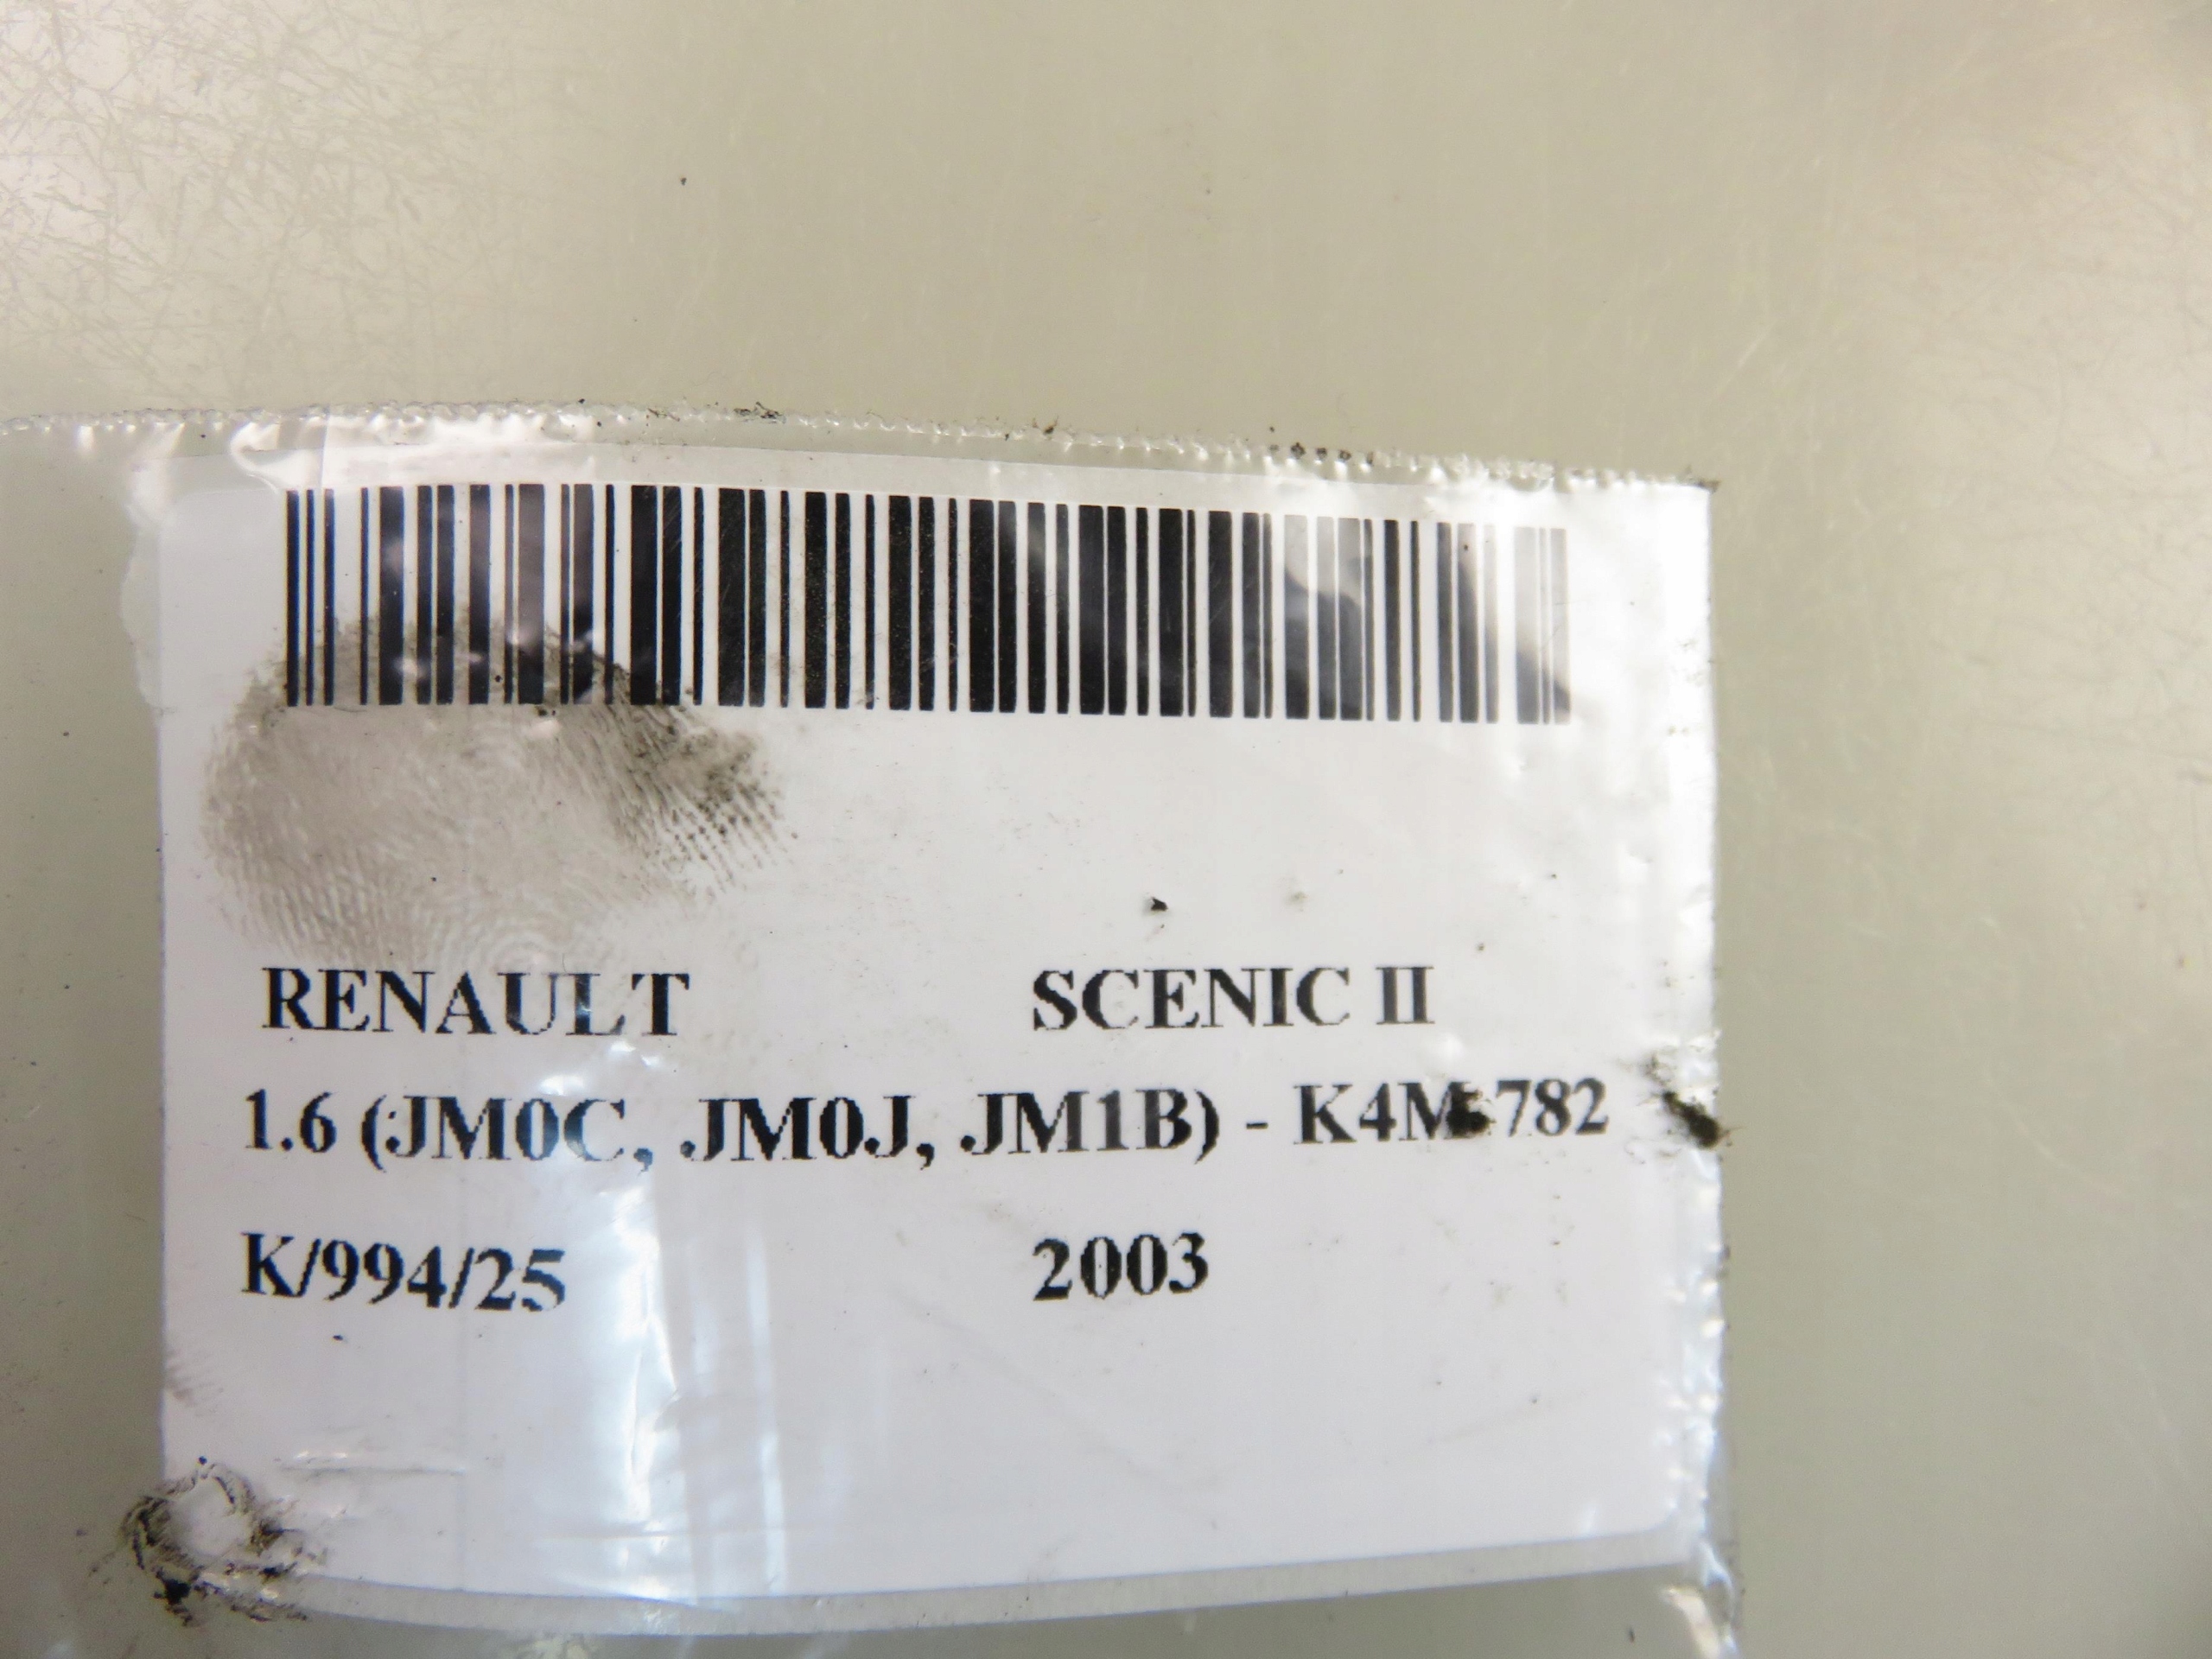 RENAULT SCENIC II
1.6 (JM0C, JM0J, JM1B) - K4M 782
K/994/25 2003